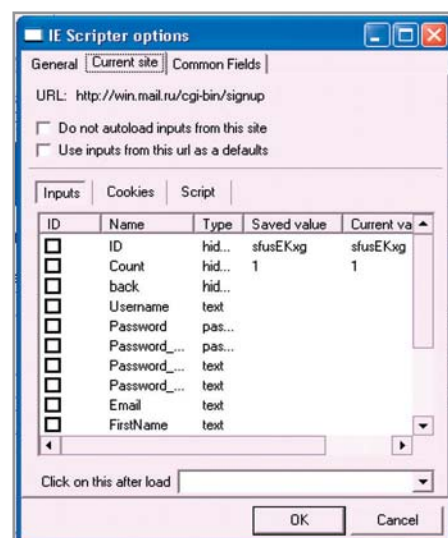 IE Scripter options
General Current site Common Fields
URL: http://win.mail.ru/cgi-bin/signup
Do not autoload inputs from this site
Use inputs from this url as a defaults
Inputs Cookies Script
ID Name Type Saved value Current va
ID hid... sfusEKxg sfusEKxg
Count hid... 1 1
back hid...
Username text
Password pas...
Password_... pas...
Password_... text
Password_... text
Email text
FirstName text
Click on this after load
OK Cancel